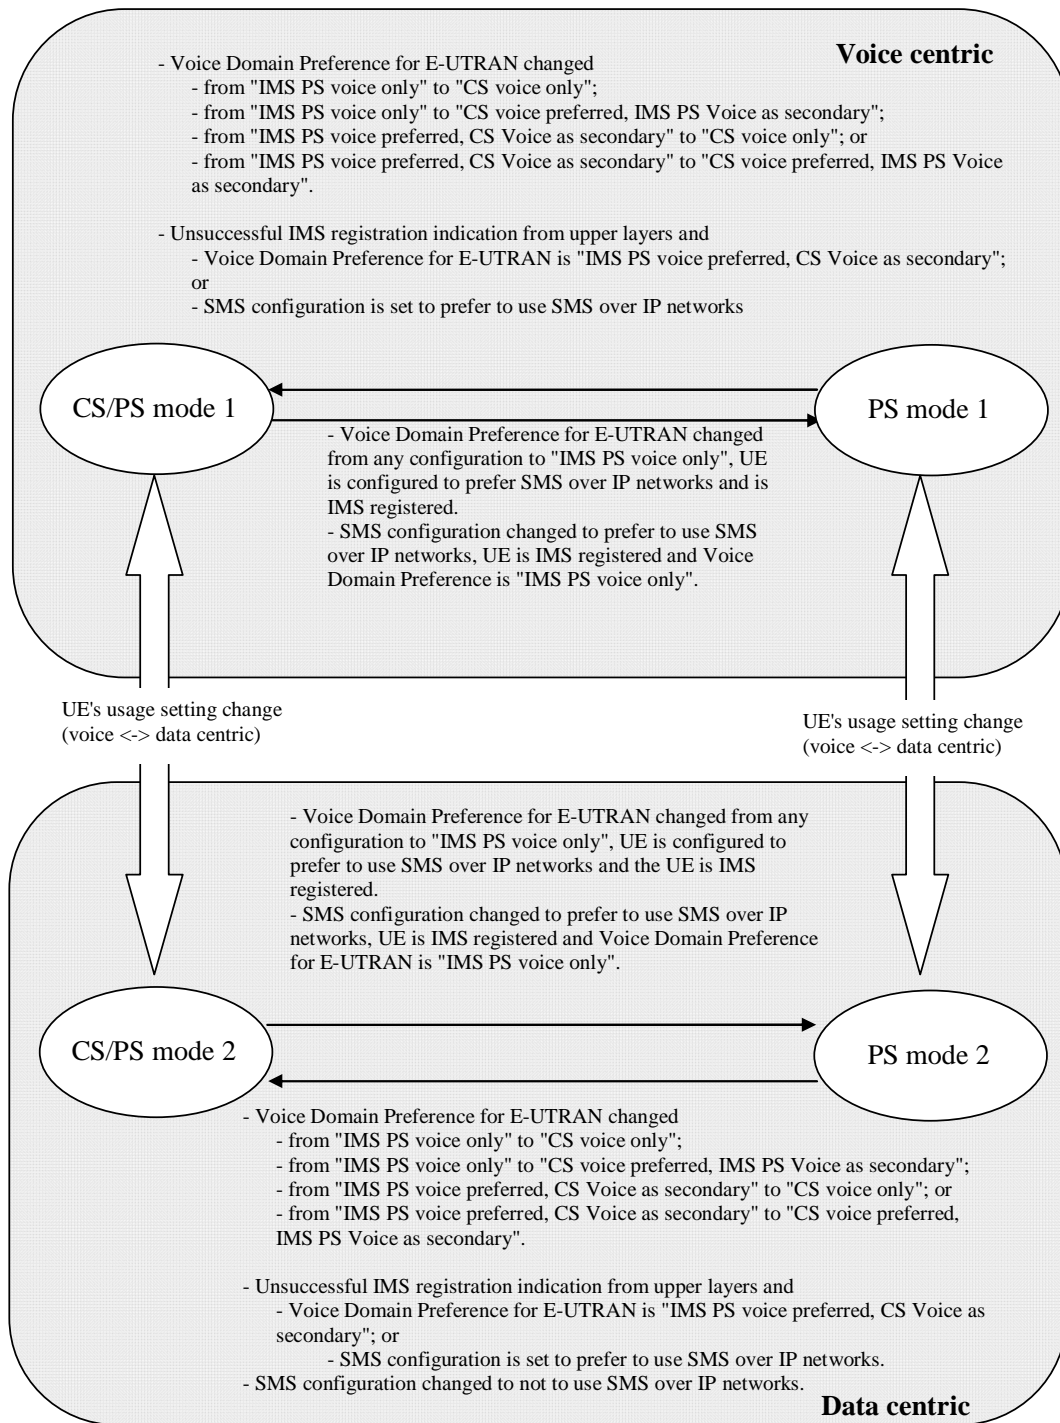 Voice centric
- Voice Domain Preference for E-UTRAN changed
- from "IMS PS voice only" to "CS voice only";
- from "IMS PS voice only" to "CS voice preferred, IMS PS Voice as secondary";
- from "IMS PS voice preferred, CS Voice as secondary" to "CS voice only"; or
- from "IMS PS voice preferred, CS Voice as secondary" to "CS voice preferred, IMS PS Voice
as secondary".
- Unsuccessful IMS registration indication from upper layers and
- Voice Domain Preference for E-UTRAN is "IMS PS voice preferred, CS Voice as secondary";
or
- SMS configuration is set to prefer to use SMS over IP networks
CS/PS mode 1
PS mode 1
- Voice Domain Preference for E-UTRAN changed
from any configuration to "IMS PS voice only", UE
is configured to prefer SMS over IP networks and is
IMS registered.
- SMS configuration changed to prefer to use SMS
over IP networks, UE is IMS registered and Voice
Domain Preference is "IMS PS voice only".
UE's usage setting change
(voice <-> data centric)
UE's usage setting change
(voice <-> data centric)
- Voice Domain Preference for E-UTRAN changed from any
configuration to "IMS PS voice only", UE is configured to
prefer to use SMS over IP networks and the UE is IMS
registered.
- SMS configuration changed to prefer to use SMS over IP
networks, UE is IMS registered and Voice Domain Preference
for E-UTRAN is "IMS PS voice only".
CS/PS mode 2
PS mode 2
- Voice Domain Preference for E-UTRAN changed
- from "IMS PS voice only" to "CS voice only";
- from "IMS PS voice only" to "CS voice preferred, IMS PS Voice as secondary";
- from "IMS PS voice preferred, CS Voice as secondary" to "CS voice only"; or
- from "IMS PS voice preferred, CS Voice as secondary" to "CS voice preferred,
IMS PS Voice as secondary".
- Unsuccessful IMS registration indication from upper layers and
- Voice Domain Preference for E-UTRAN is "IMS PS voice preferred, CS Voice as
secondary"; or
- SMS configuration is set to prefer to use SMS over IP networks.
- SMS configuration changed to not to use SMS over IP networks.
Data centric